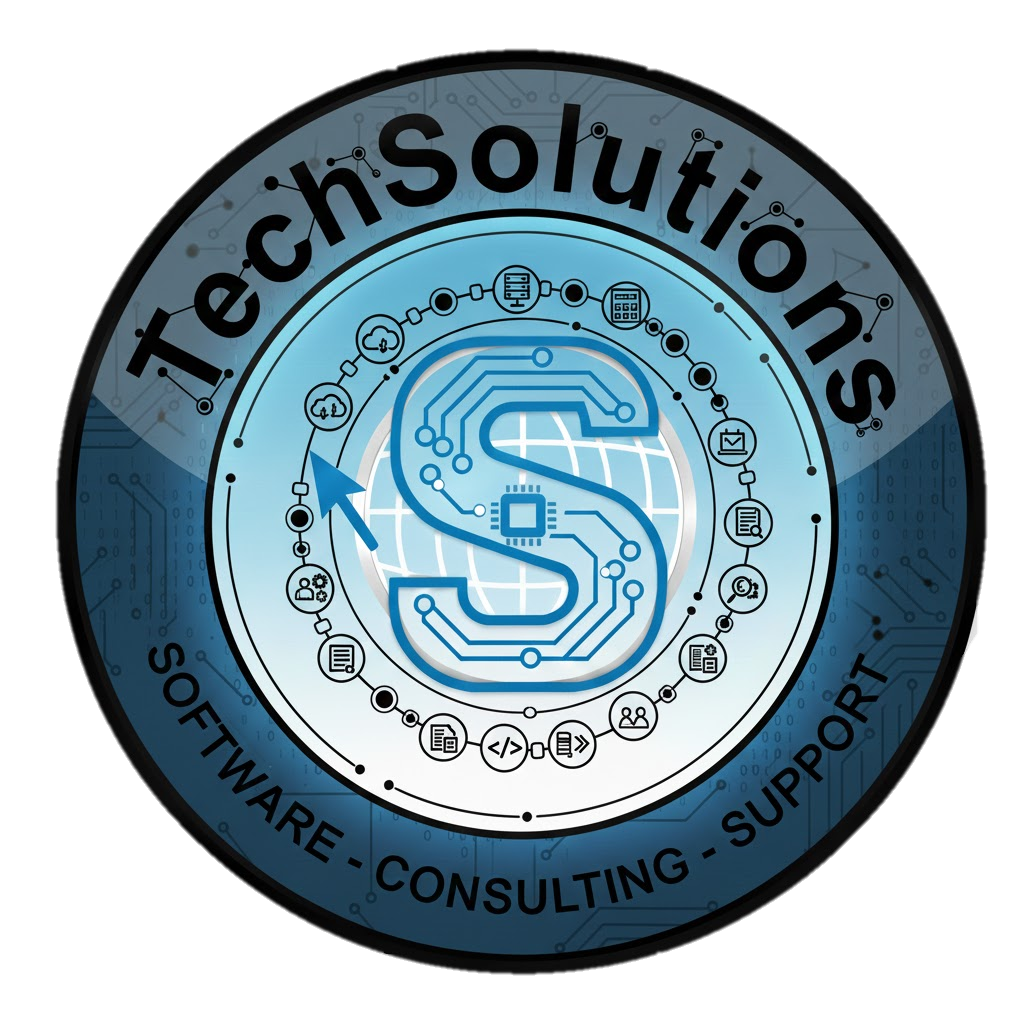 TechSolutions
S
</>
SOFTWARE - CONSULTING - SUPPORT